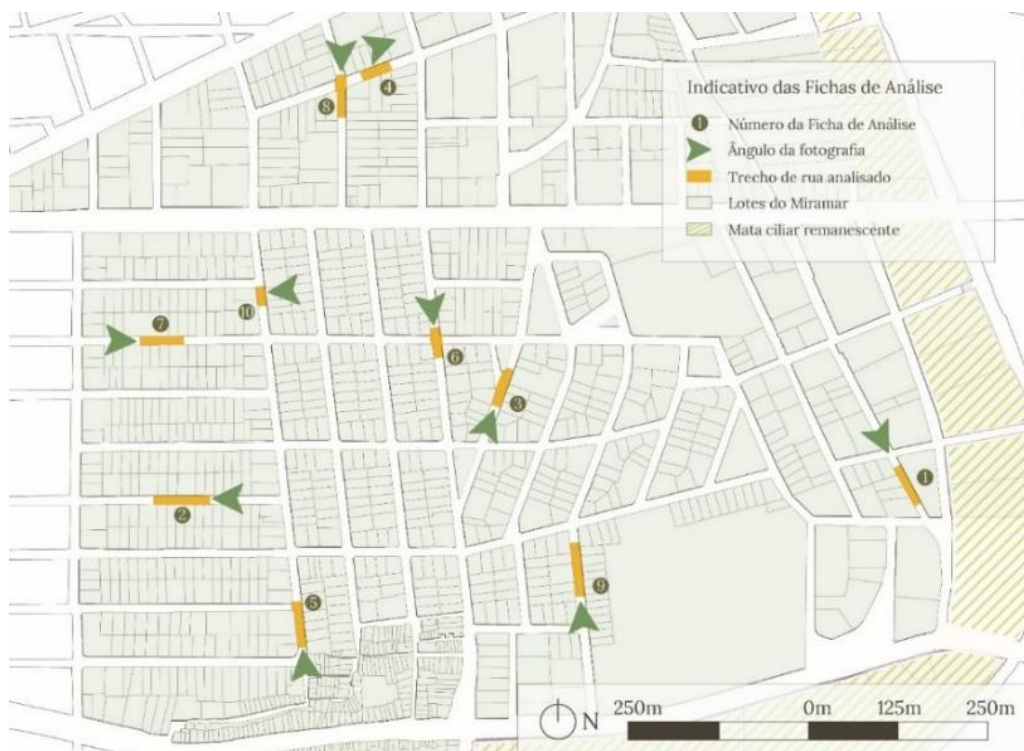 4
8
Indicativo das Fichas de Análise
1 Número da Ficha de Análise
Ângulo da fotografia
Trecho de rua analisado
Lotes do Miramar
Mata ciliar remanescente
10
7
6
3
1
2
9
5
N 250m 0m 125m 250m